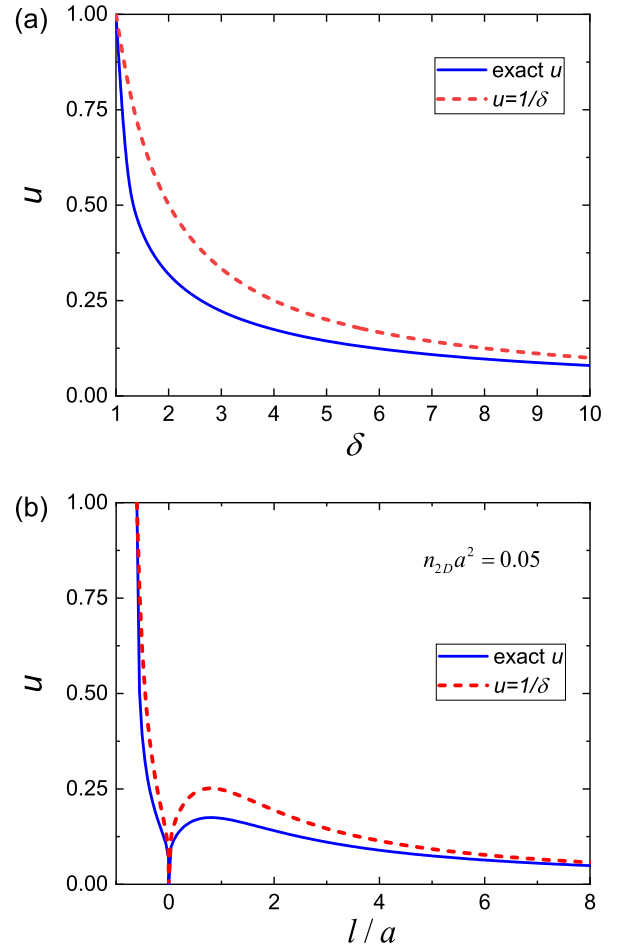 (a)
1.00
0.75
0.50
0.25
0.00
u
exact u
u=1/δ
1 2 3 4 5 6 7 8 9 10
δ
(b)
1.00
0.75
0.50
0.25
0.00
u
n₂Da² = 0.05
exact u
u=1/δ
0 2 4 6 8
l / a